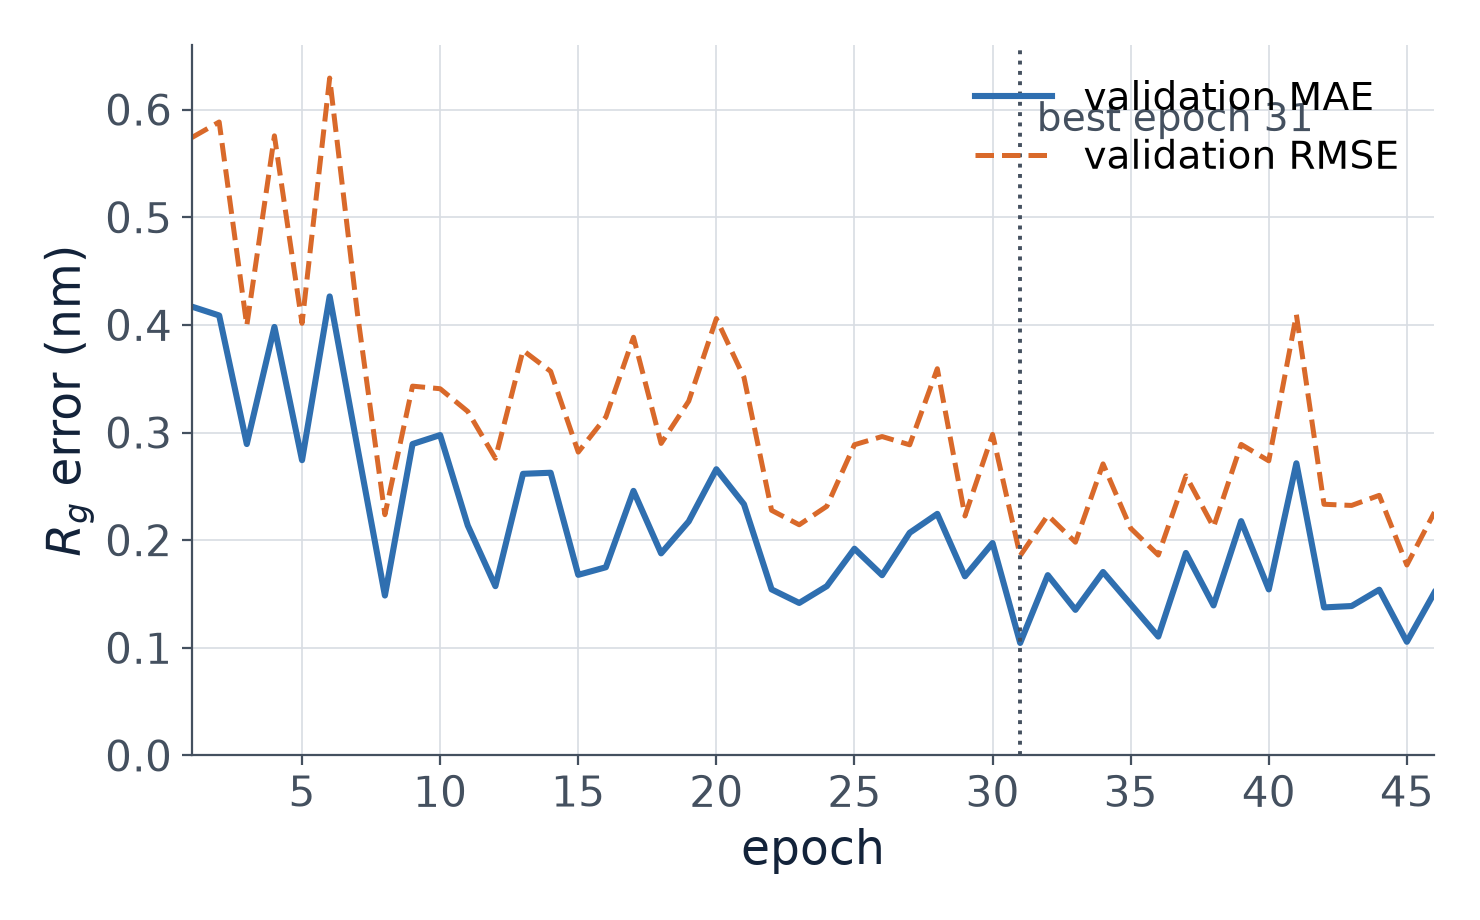 validation MAE
best epoch 31
validation RMSE
0.6
0.5
0.4
0.3
0.2
0.1
0.0
R_g error (nm)
5 10 15 20 25 30 35 40 45
epoch